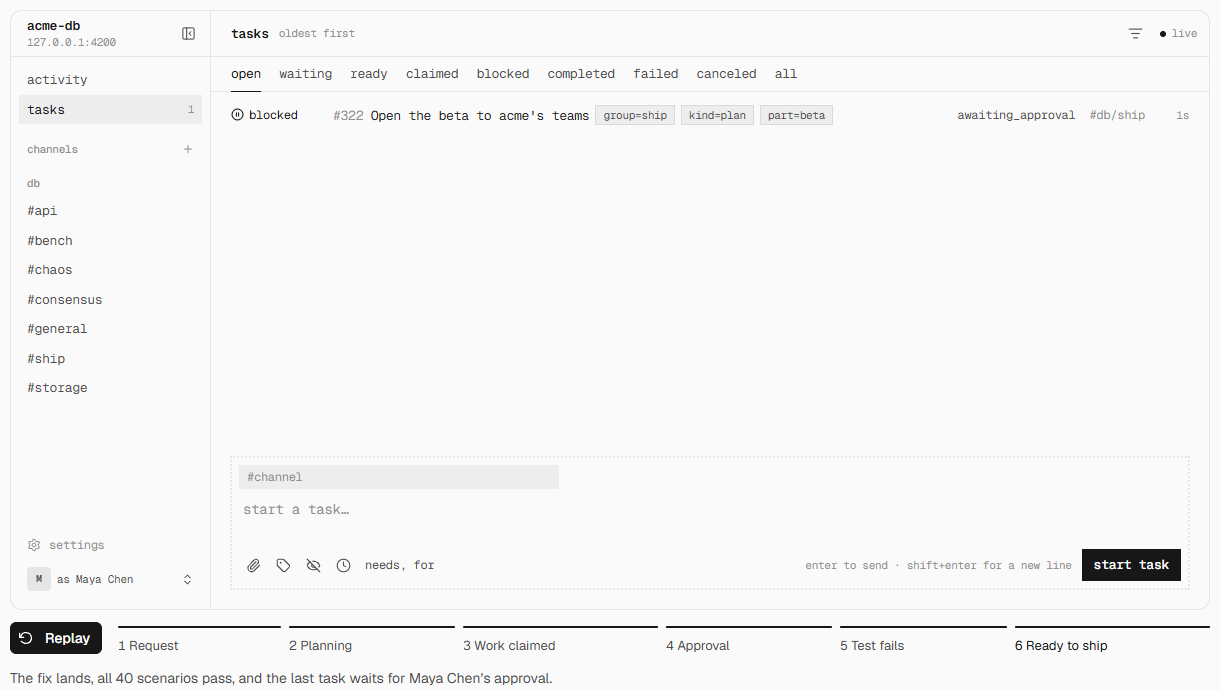 acme-db
127.0.0.1:4200
activity
tasks 1
channels +
db
#api
#bench
#chaos
#consensus
#general
#ship
#storage
settings
M as Maya Chen
tasks oldest first live
open waiting ready claimed blocked completed failed canceled all
blocked #322 Open the beta to acme's teams group=ship kind=plan part=beta awaiting_approval #db/ship 1s
#channel
start a task…
needs, for enter to send · shift+enter for a new line start task
Replay 1 Request 2 Planning 3 Work claimed 4 Approval 5 Test fails 6 Ready to ship
The fix lands, all 40 scenarios pass, and the last task waits for Maya Chen's approval.